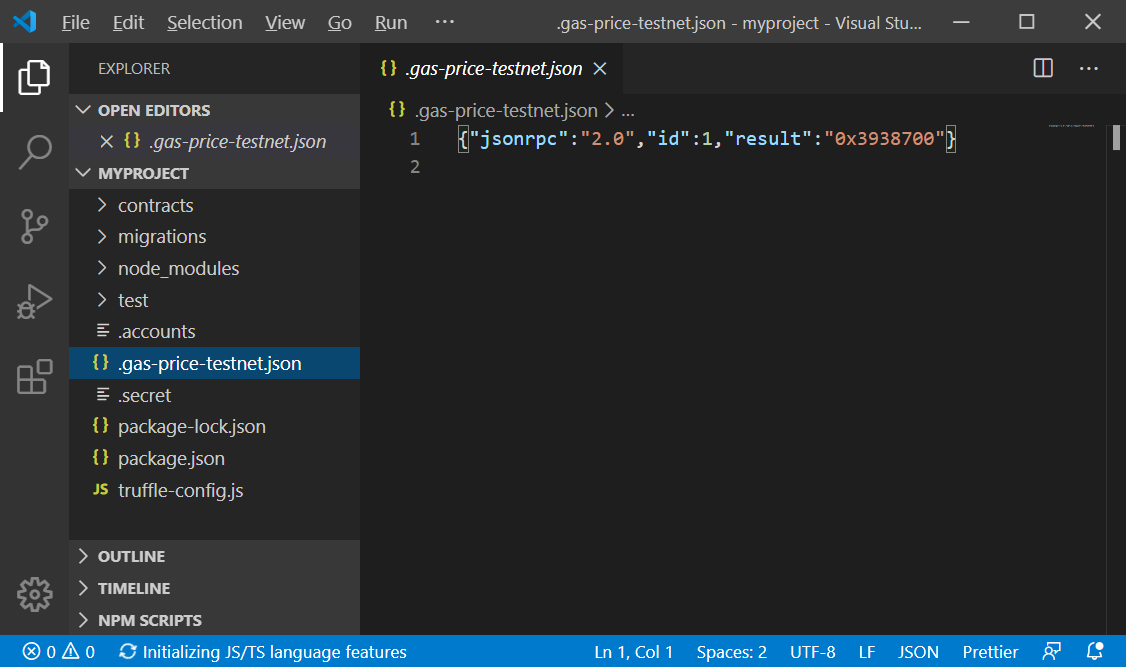 File Edit Selection View Go Run ··· .gas-price-testnet.json - myproject - Visual Stu...
EXPLORER
{} .gas-price-testnet.json
OPEN EDITORS
{} .gas-price-testnet.json
MYPROJECT
contracts
migrations
node_modules
test
.accounts
{} .gas-price-testnet.json
.secret
{} package-lock.json
{} package.json
JS truffle-config.js
OUTLINE
TIMELINE
NPM SCRIPTS
{} .gas-price-testnet.json > ...
1 {"jsonrpc":"2.0","id":1,"result":"0x3938700"}
2
0 0 Initializing JS/TS language features Ln 1, Col 1 Spaces: 2 UTF-8 LF JSON Prettier